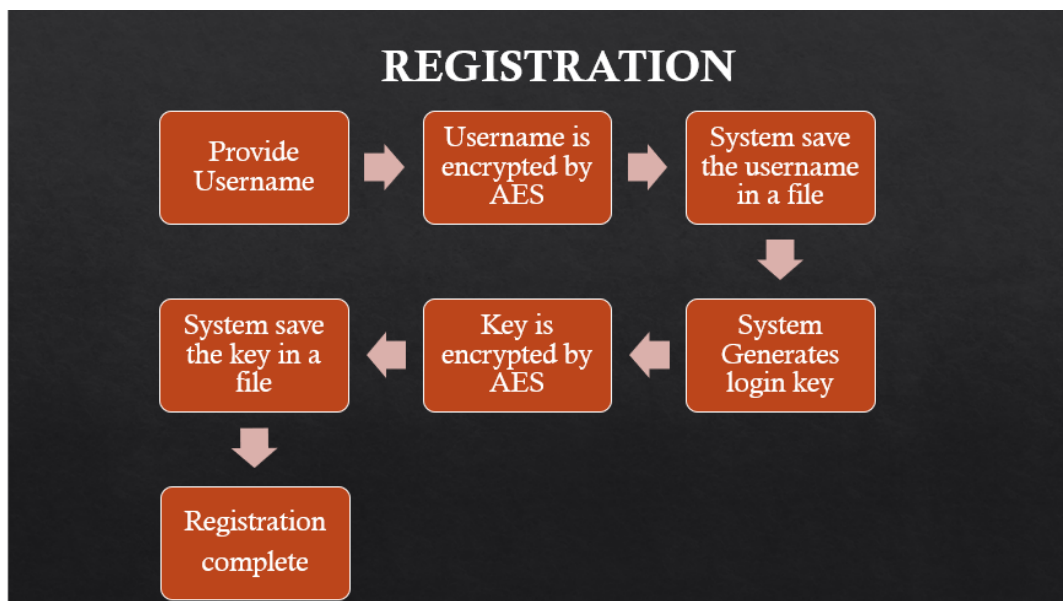 REGISTRATION
Provide
Username
Username is
encrypted by
AES
System save
the username
in a file
System
Generates
login key
Key is
encrypted by
AES
System save
the key in a
file
Registration
complete